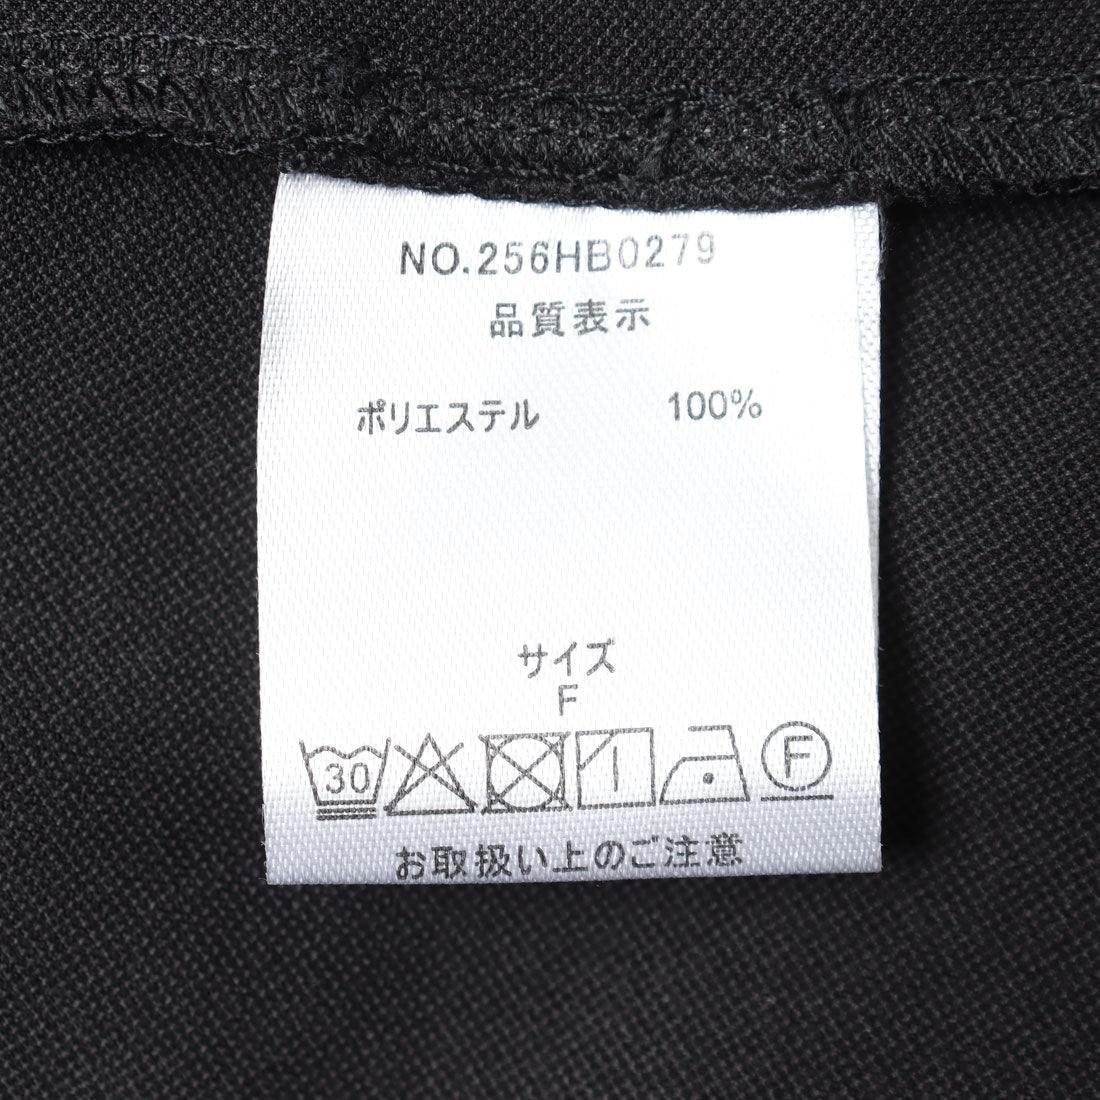 NO.256HB0279
品質表示
ポリエステル 100%
サイズ
F
30 F
お取扱い上のご注意